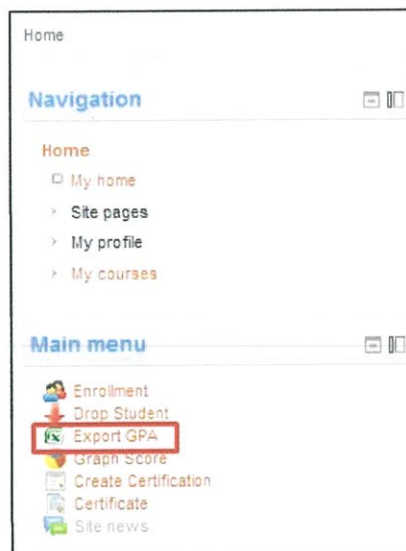 Home
Navigation
Home
My home
Site pages
My profile
My courses
Main menu
Enrollment
Drop Student
Export GPA
Graph Score
Create Certification
Certificate
Site news